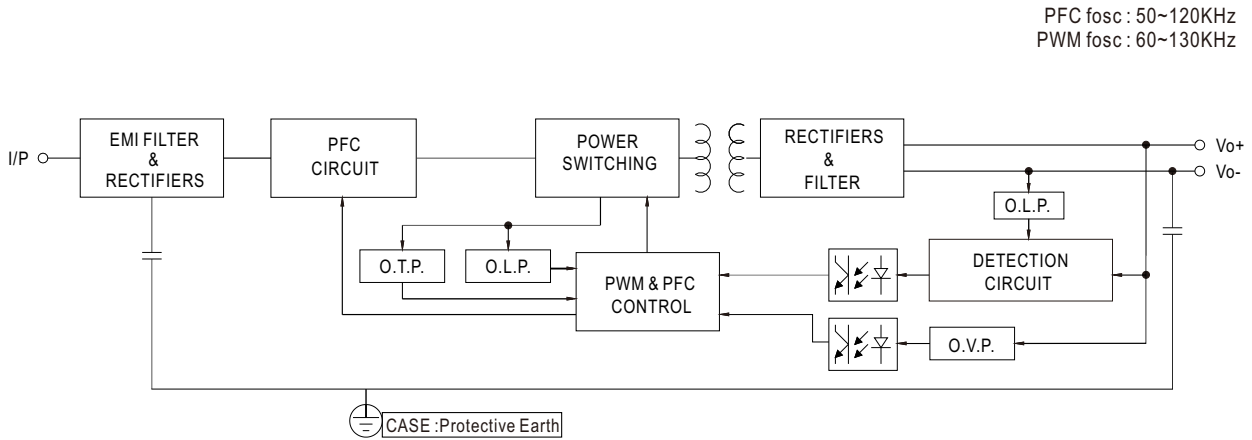 PFC fosc : 50~120KHz
PWM fosc : 60~130KHz
I/P
EMI FILTER
&
RECTIFIERS
PFC
CIRCUIT
POWER
SWITCHING
RECTIFIERS
&
FILTER
Vo+
Vo-
O.L.P.
O.T.P.
O.L.P.
PWM & PFC
CONTROL
DETECTION
CIRCUIT
O.V.P.
CASE :Protective Earth